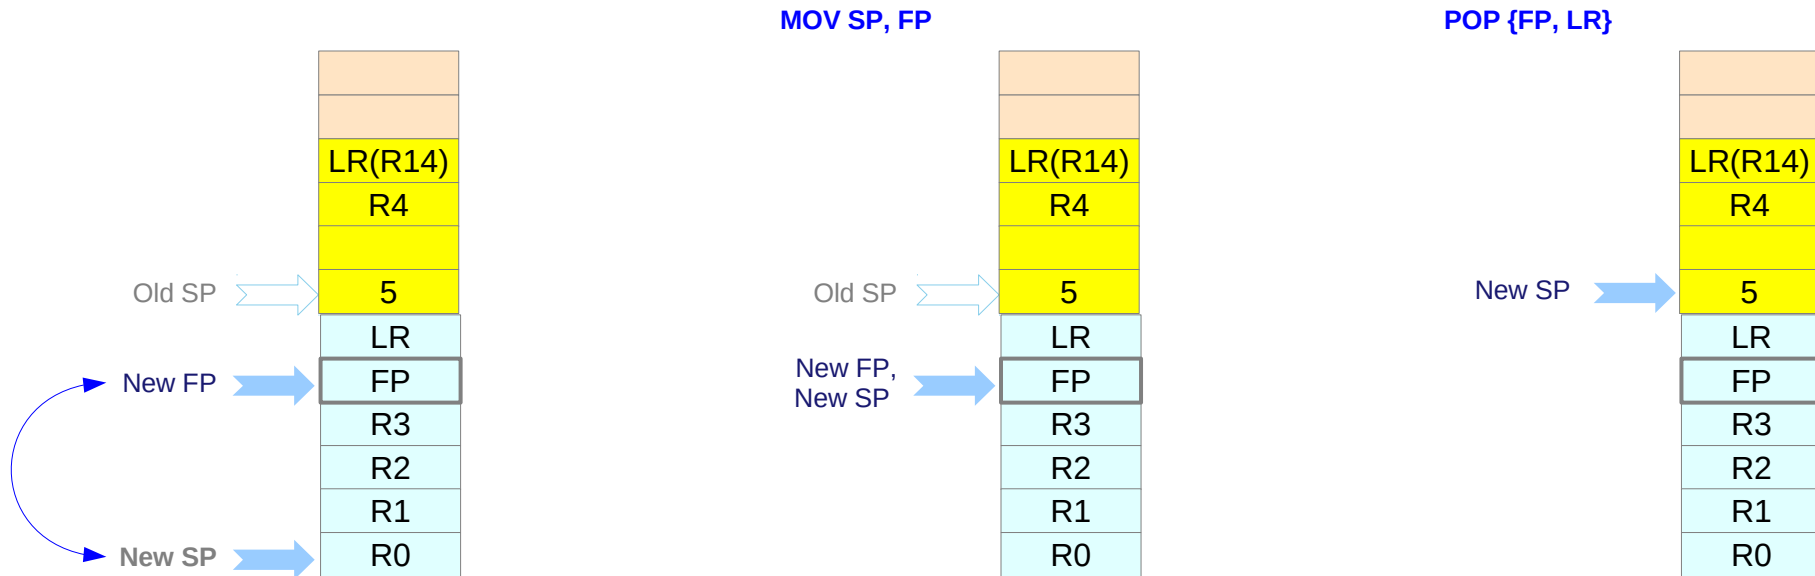 MOV SP, FP
POP {FP, LR}
LR(R14)
R4
Old SP
5
LR
New FP
FP
R3
R2
R1
New SP
R0
LR(R14)
R4
Old SP
5
LR
New FP,
New SP
FP
R3
R2
R1
R0
LR(R14)
R4
New SP
5
LR
FP
R3
R2
R1
R0